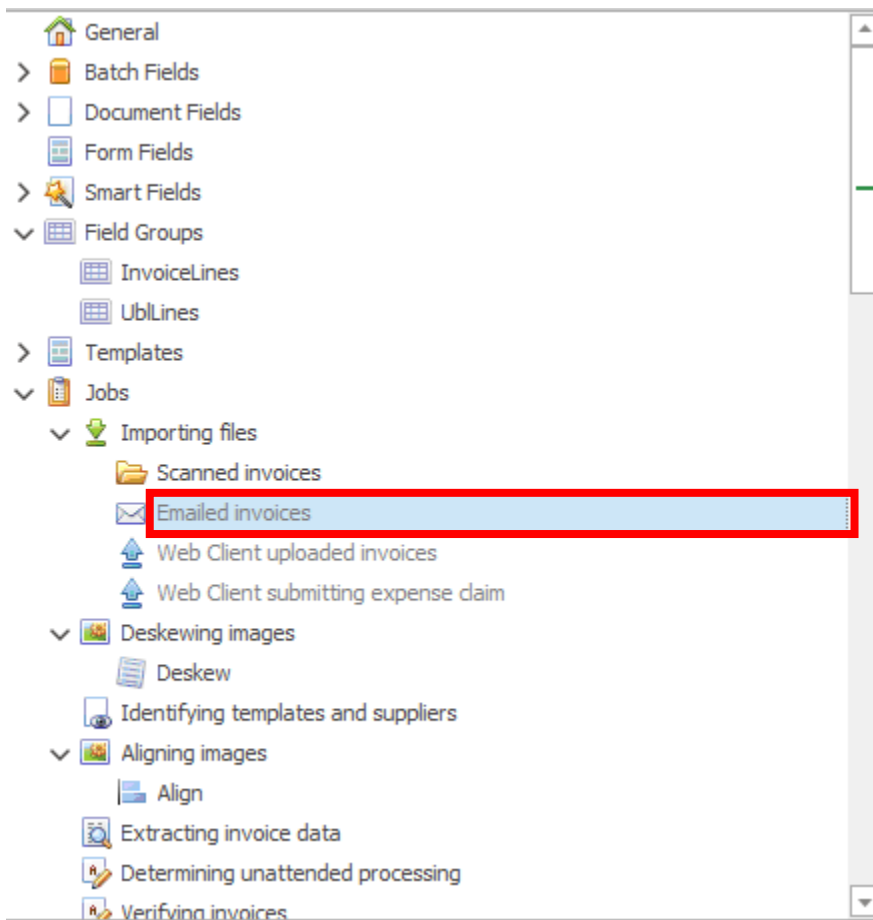 General
Batch Fields
Document Fields
Form Fields
Smart Fields
Field Groups
InvoiceLines
UblLines
Templates
Jobs
Importing files
Scanned invoices
Emailed invoices
Web Client uploaded invoices
Web Client submitting expense claim
Deskewing images
Deskew
Identifying templates and suppliers
Aligning images
Align
Extracting invoice data
Determining unattended processing
Verifying invoices